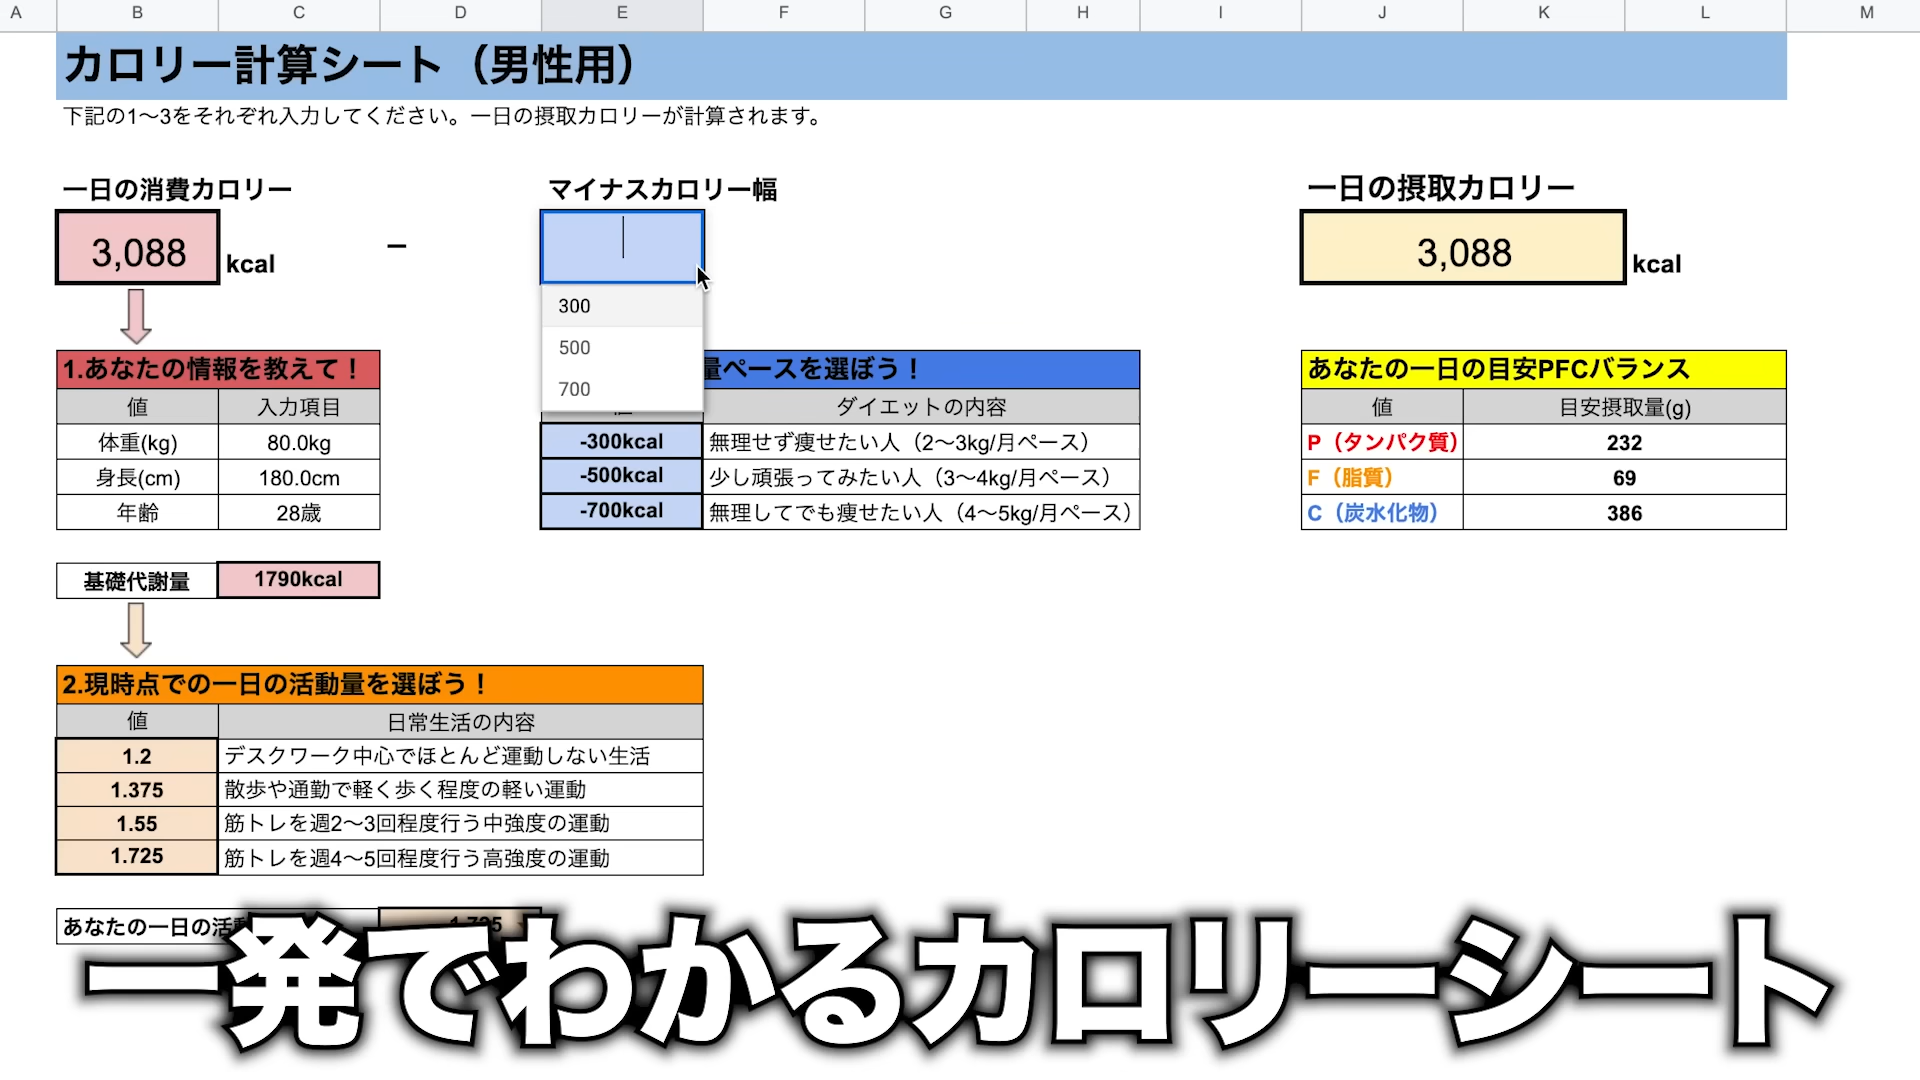 A B C D E F G H I J K L M
カロリー計算シート（男性用）
下記の1〜3をそれぞれ入力してください。一日の摂取カロリーが計算されます。
一日の消費カロリー
3,088 kcal
–
マイナスカロリー幅
300
500
700
一日の摂取カロリー
3,088 kcal
1.あなたの情報を教えて！
値 入力項目
体重(kg) 80.0kg
身長(cm) 180.0cm
年齢 28歳
量ペースを選ぼう！
ダイエットの内容
-300kcal 無理せず痩せたい人（2〜3kg/月ペース）
-500kcal 少し頑張ってみたい人（3〜4kg/月ペース）
-700kcal 無理してでも痩せたい人（4〜5kg/月ペース）
あなたの一日の目安PFCバランス
値 目安摂取量(g)
P（タンパク質） 232
F（脂質） 69
C（炭水化物） 386
基礎代謝量 1790kcal
2.現時点での一日の活動量を選ぼう！
値 日常生活の内容
1.2 デスクワーク中心でほとんど運動しない生活
1.375 散歩や通勤で軽く歩く程度の軽い運動
1.55 筋トレを週2〜3回程度行う中強度の運動
1.725 筋トレを週4〜5回程度行う高強度の運動
あなたの一日の活 1.725
一発でわかるカロリーシート